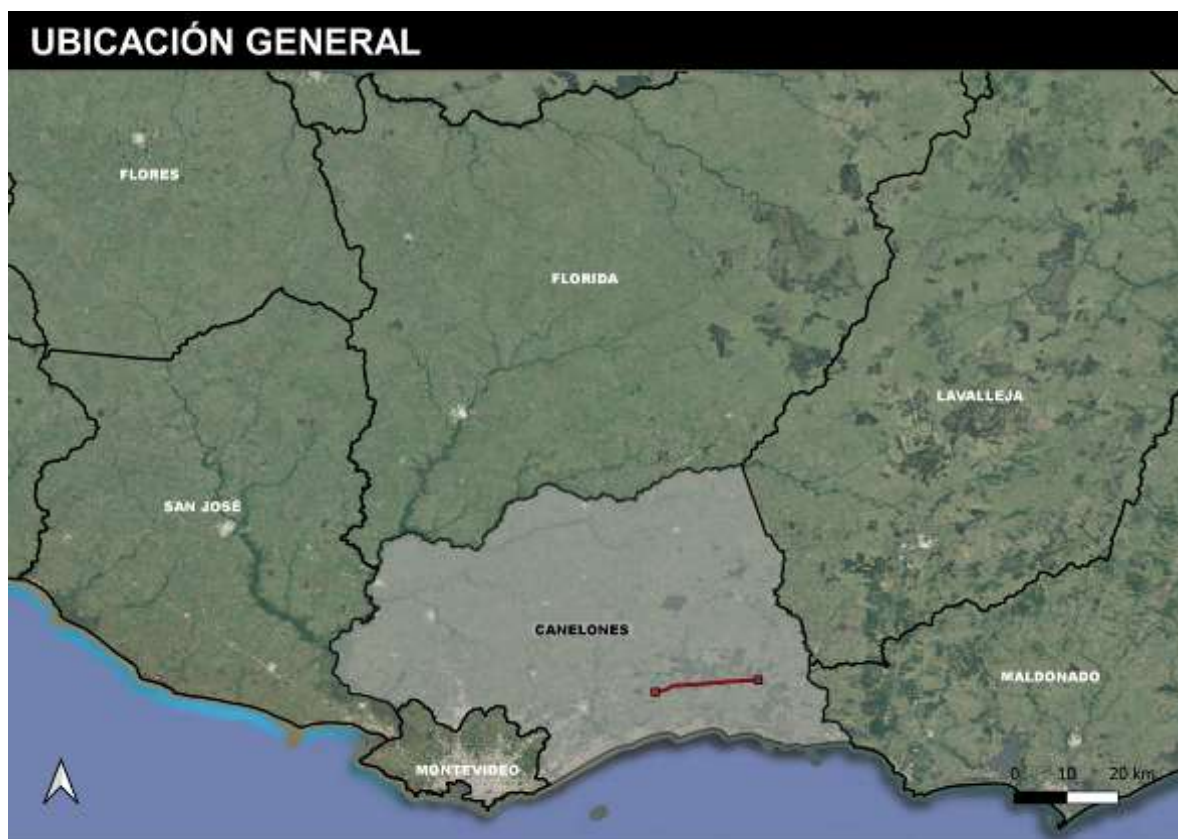 UBICACIÓN GENERAL
FLORES
FLORIDA
LAVALLEJA
SAN JOSÉ
CANELONES
MALDONADO
MONTEVIDEO
0 10 20 km